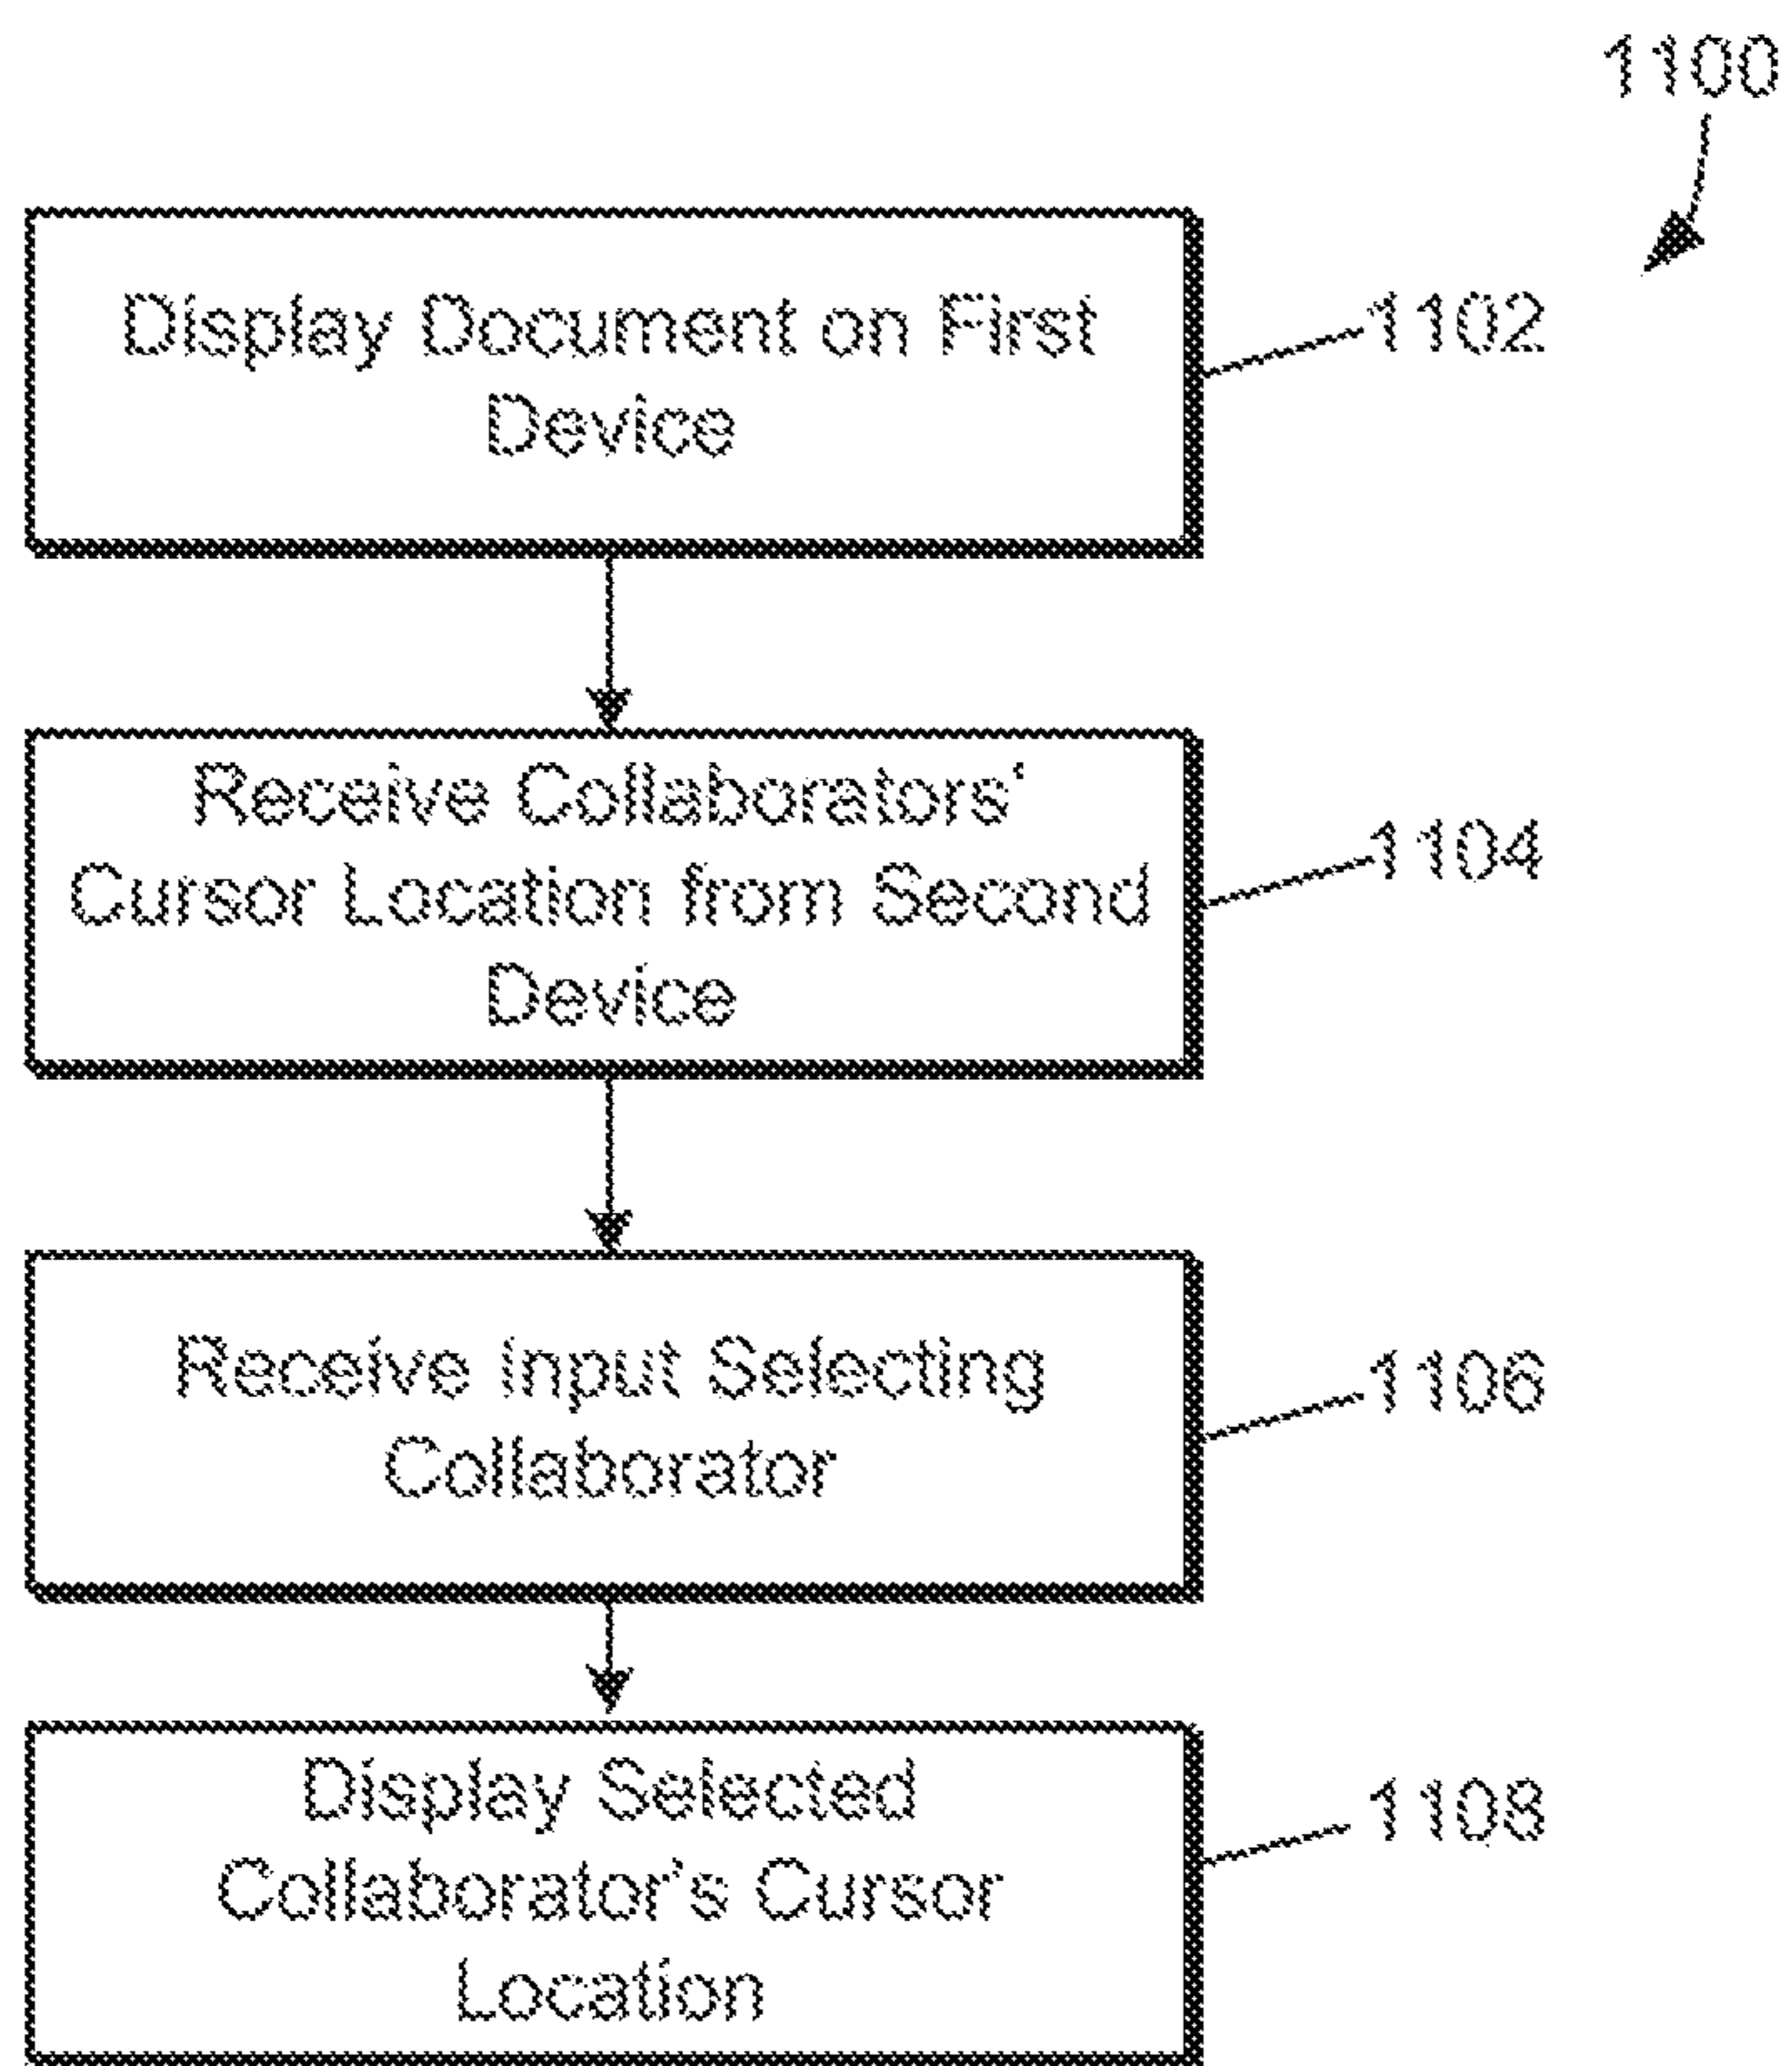 1100
Display Document on First
Device
1102
Receive Collaborators'
Cursor Location from Second
Device
1104
Receive Input Selecting
Collaborator
1106
Display Selected
Collaborator's Cursor
Location
1108